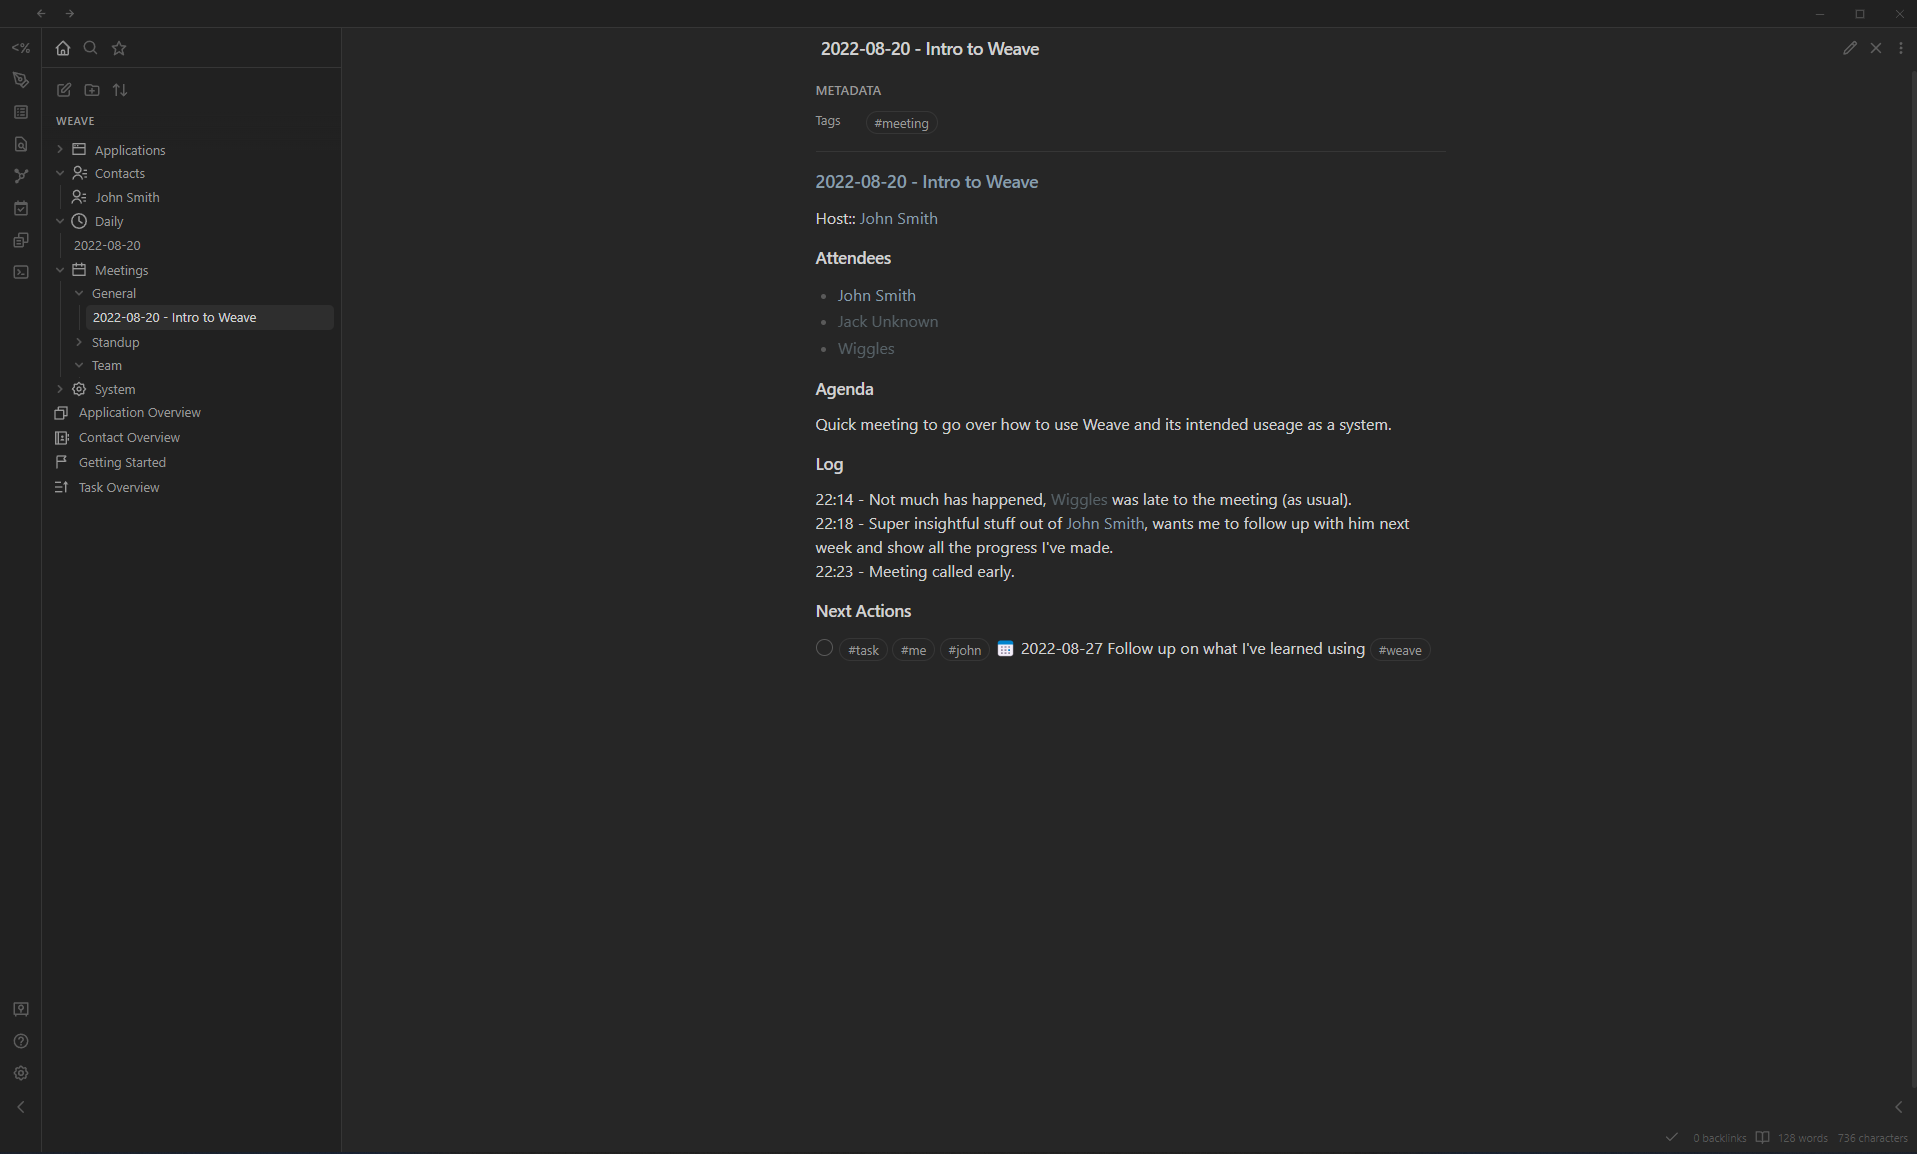 <%
WEAVE
Applications
Contacts
John Smith
Daily
2022-08-20
Meetings
General
2022-08-20 - Intro to Weave
Standup
Team
System
Application Overview
Contact Overview
Getting Started
Task Overview
2022-08-20 - Intro to Weave
METADATA
Tags #meeting
2022-08-20 - Intro to Weave
Host:: John Smith
Attendees
• John Smith
• Jack Unknown
• Wiggles
Agenda
Quick meeting to go over how to use Weave and its intended useage as a system.
Log
22:14 - Not much has happened, Wiggles was late to the meeting (as usual).
22:18 - Super insightful stuff out of John Smith, wants me to follow up with him next
week and show all the progress I've made.
22:23 - Meeting called early.
Next Actions
#task #me #john 2022-08-27 Follow up on what I've learned using #weave
0 backlinks 128 words 736 characters